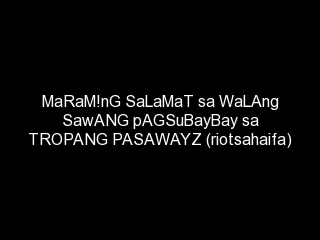 MaRaM!nG SaLaMaT sa WaLAng
SawANG pAGSuBayBay sa
TROPANG PASAWAYZ (riotsahaifa)